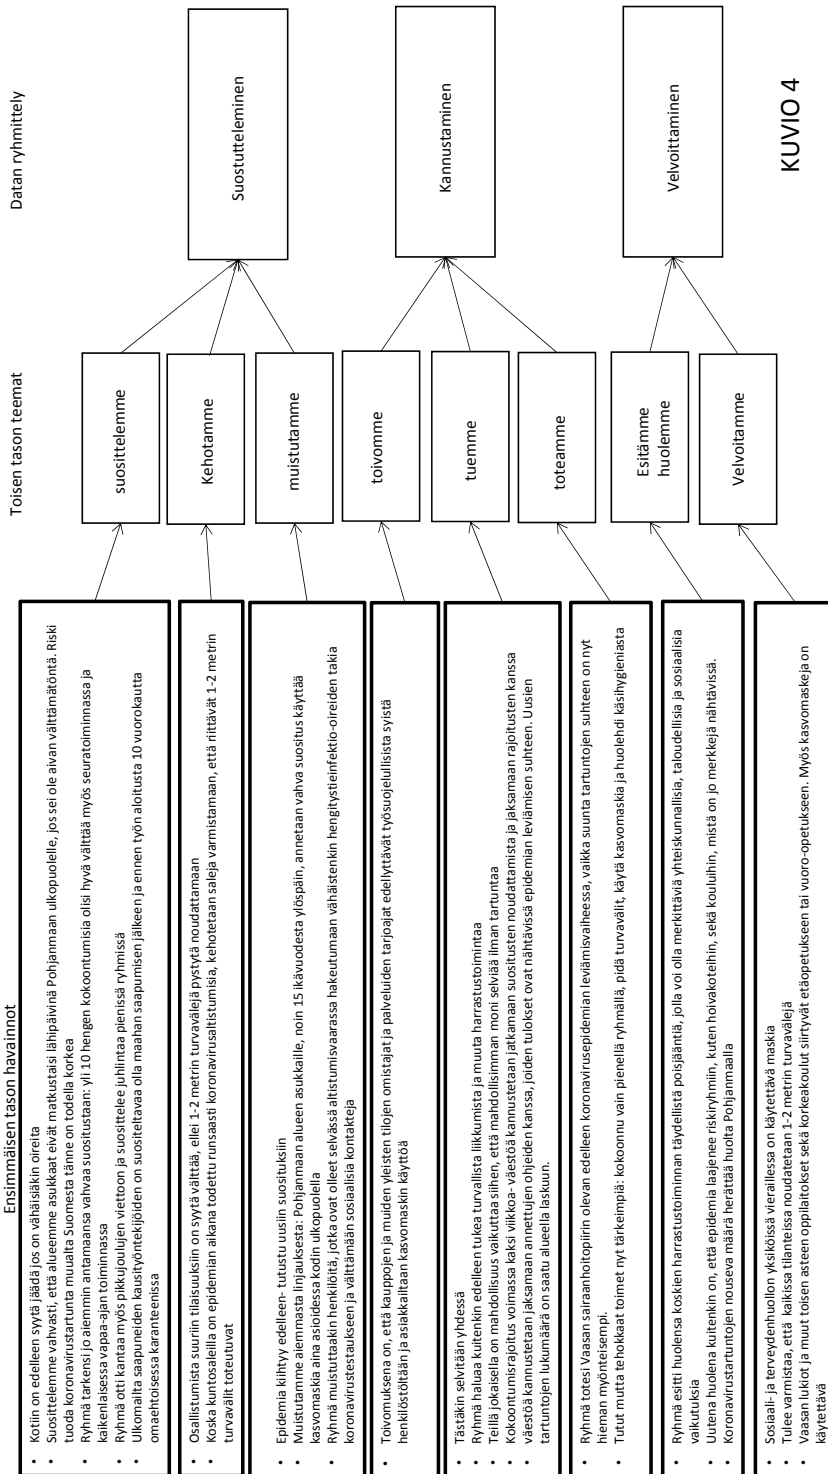 Ensimmäisen tason havainnot
Toisen tason teemat
Datan ryhmittely
• Kotiin on edelleen syytä jäädä jos on vähäisiäkin oireita
• Suosittelemme vahvasti, että alueemme asukkaat eivät matkustaisi lähipäivinä Pohjanmaan ulkopuolelle, jos sei ole aivan välttämätöntä. Riski
tuoda koronavirustartunta muualta Suomesta tänne on todella korkea
• Ryhmä tarkensi jo aiemmin antamaansa vahvaa suositustaan: yli 10 hengen kokoontumisia olisi hyvä välttää myös seuratoiminnassa ja
kaikenlaisessa vapaa-ajan toiminnassa
• Ryhmä otti kantaa myös pikkujoulujen viettoon ja suosittelee juhlintaa pienissä ryhmissä
• Ulkomailta saapuneiden kausityöntekijöiden on suositeltavaa olla maahan saapumisen jälkeen ja ennen työn aloitusta 10 vuorokautta
omaehtoisessa karanteenissa
suosittelemme
• Osallistumista suuriin tilaisuuksiin on syytä välttää, ellei 1-2 metrin turvavälejä pystytä noudattamaan
• Koska kuntosaleilla on epidemian aikana todettu runsaasti koronavirusaltistumisia, kehotetaan saleja varmistamaan, että riittävät 1-2 metrin
turvavälit toteutuvat
Kehotamme
• Epidemia kiihtyy edelleen- tutustu uusiin suosituksiin
• Muistutamme aiemmasta linjauksesta: Pohjanmaan alueen asukkaille, noin 15 ikävuodesta ylöspäin, annetaan vahva suositus käyttää
kasvomaskia aina asioidessa kodin ulkopuolella
• Ryhmä muistuttaakin henkilöitä, jotka ovat olleet selvässä altistumisvaarassa hakeutumaan vähäistenkin hengitystieinfektio-oireiden takia
koronavirustestaukseen ja välttämään sosiaalisia kontakteja
muistutamme
Suostutteleminen
• Toivomuksena on, että kauppojen ja muiden yleisten tilojen omistajat ja palveluiden tarjoajat edellyttävät työsuojelullisista syistä
henkilöstöltään ja asiakkailtaan kasvomaskin käyttöä
toivomme
• Tästäkin selvitään yhdessä
• Ryhmä haluaa kuitenkin edelleen tukea turvallista liikkumista ja muuta harrastustoimintaa
• Teillä jokaisella on mahdollisuus vaikuttaa siihen, että mahdollisimman moni selviää ilman tartuntaa
• Kokoontumisrajoitus voimassa kaksi viikkoa- väestöä kannustetaan jatkamaan suositusten noudattamista ja jaksamaan rajoitusten kanssa
• väestöä kannustetaan jaksamaan annettujen ohjeiden kanssa, joiden tulokset ovat nähtävissä epidemian leviämisen suhteen. Uusien
tartuntojen lukumäärä on saatu alueella laskuun.
tuemme
• Ryhmä totesi Vaasan sairaanhoitopiirin olevan edelleen koronavirusepidemian leviämisvaiheessa, vaikka suunta tartuntojen suhteen on nyt
hieman myönteisempi.
• Tutut mutta tehokkaat toimet nyt tärkeimpiä: kokoonnu vain pienellä ryhmällä, pidä turvavälit, käytä kasvomaskia ja huolehdi käsihygieniasta
toteamme
Kannustaminen
• Ryhmä esitti huolensa koskien harrastustoiminnan täydellistä poisjääntiä, jolla voi olla merkittäviä yhteiskunnallisia, taloudellisia ja sosiaalisia
vaikutuksia
• Uutena huolena kuitenkin on, että epidemia laajenee riskiryhmiin, kuten hoivakoteihin, sekä kouluihin, mistä on jo merkkejä nähtävissä.
• Koronavirustartuntojen nouseva määrä herättää huolta Pohjanmaalla
Esitämme
huolemme
• Sosiaali- ja terveydenhuollon yksiköissä vieraillessa on käytettävä maskia
• Tulee varmistaa, että kaikissa tilanteissa noudatetaan 1-2 metrin turvavälejä
• Vaasan lukiot ja muut toisen asteen oppilaitokset sekä korkeakoulut siirtyvät etäopetukseen tai vuoro-opetukseen. Myös kasvomaskeja on
käytettävä
Velvoitamme
Velvoittaminen
KUVIO 4